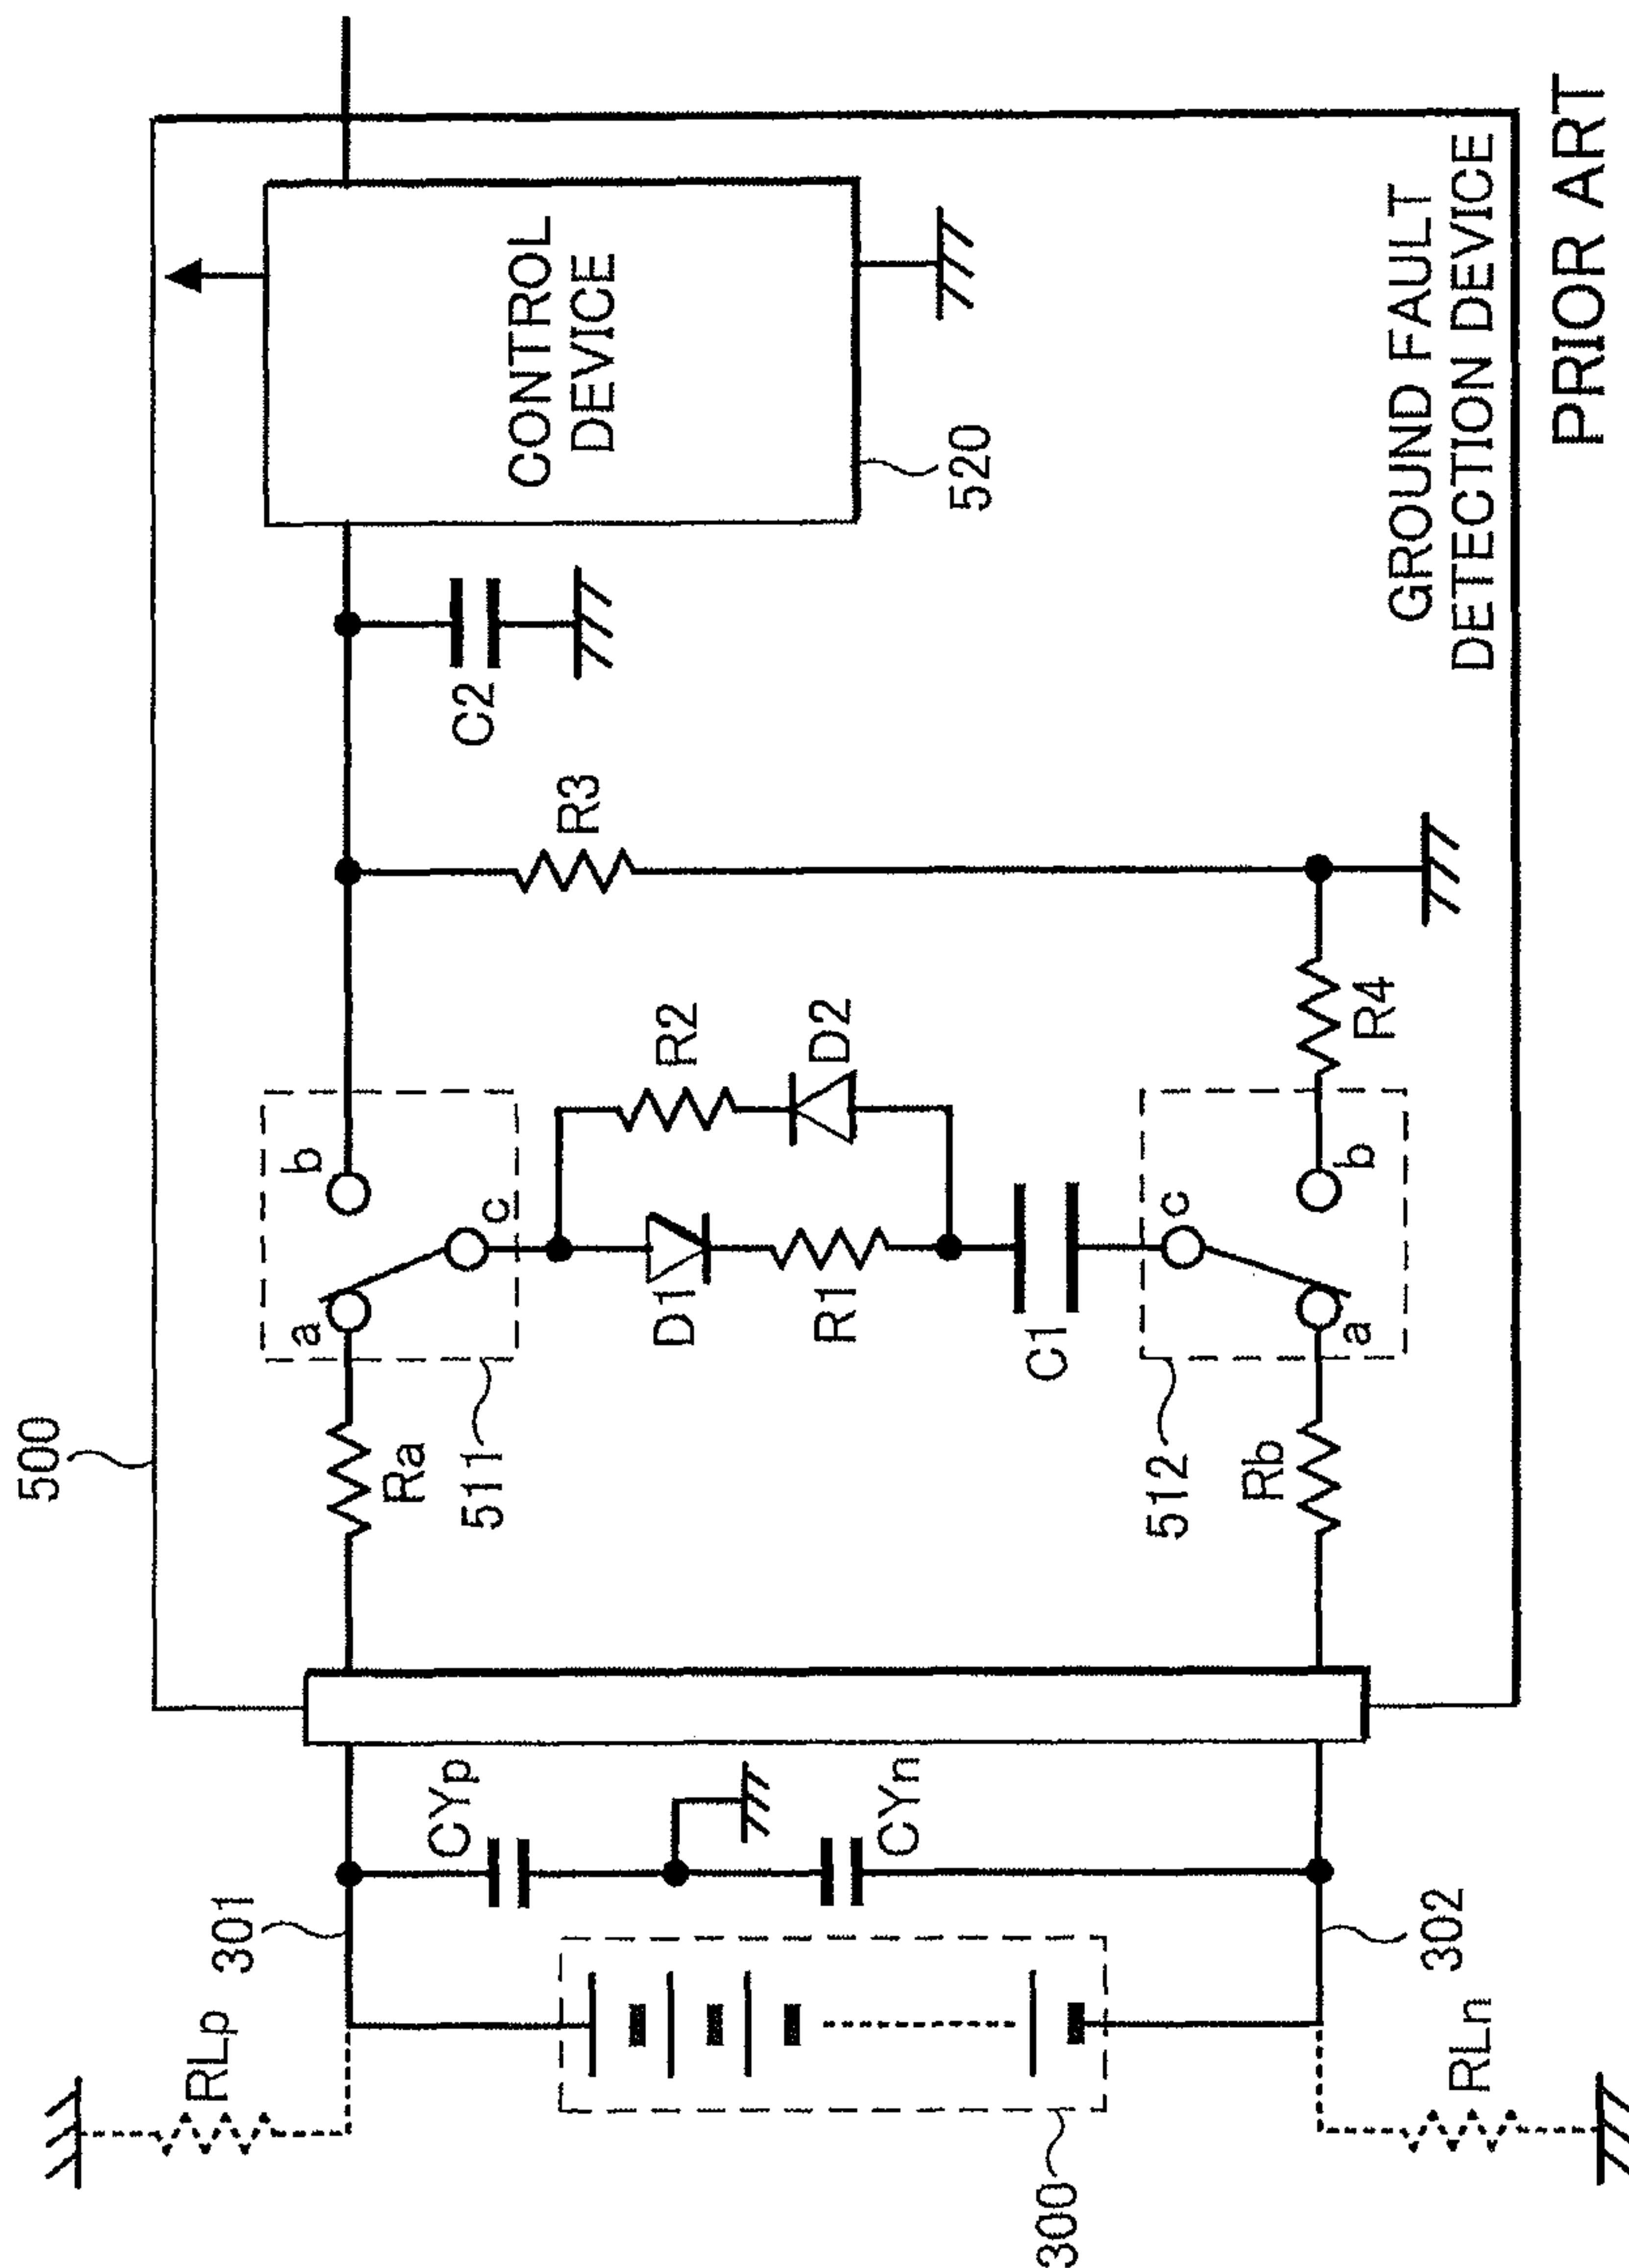 500
CONTROL
DEVICE
520
GROUND FAULT
DETECTION DEVICE
PRIOR ART
C2
R3
R2
D2
R4
b
c
a
511
Ra
D1
R1
C1
c
b
a
512
Rb
CYp
CYn
301
302
RLp
RLn
300